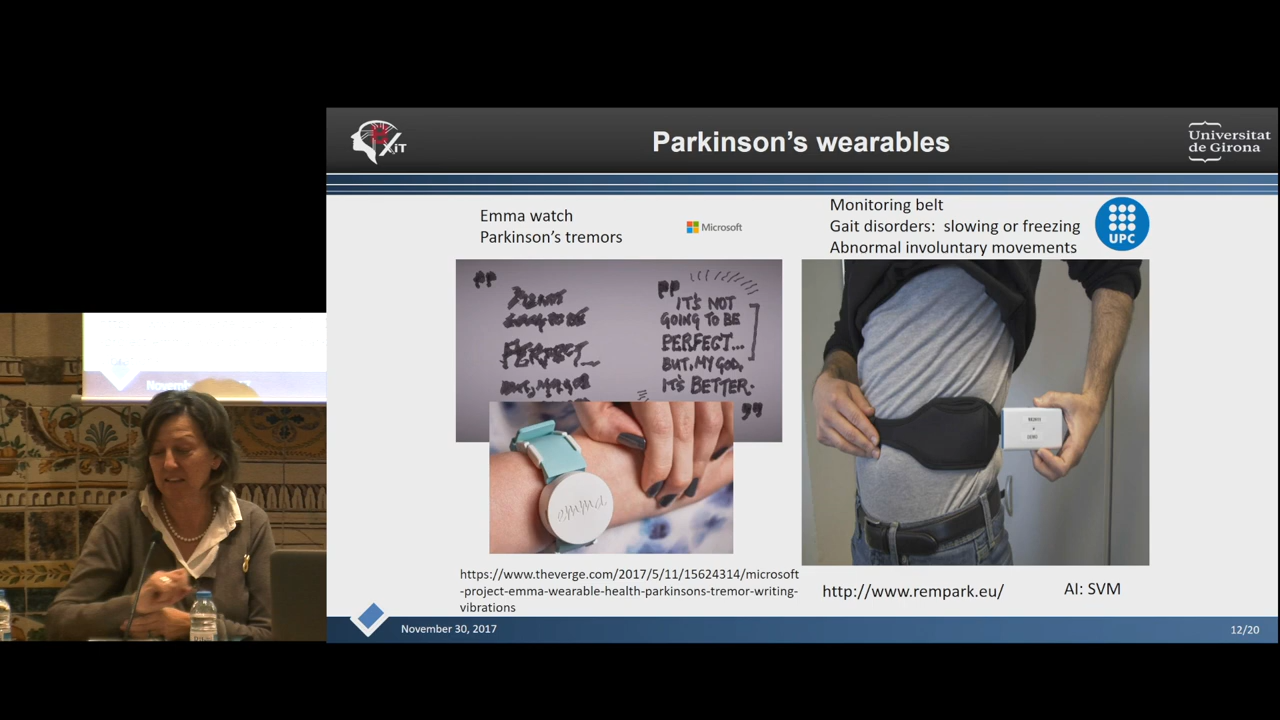 XiT
Parkinson's wearables
Universitat
de Girona
Emma watch
Parkinson's tremors
Microsoft
Monitoring belt
Gait disorders: slowing or freezing
Abnormal involuntary movements
UPC
PERFECT
"
IT'S NOT
GOING TO BE
PERFECT...
BUT, MY GOD,
IT'S BETTER.
"
https://www.theverge.com/2017/5/11/15624314/microsoft
-project-emma-wearable-health-parkinsons-tremor-writing-
vibrations
http://www.rempark.eu/
AI: SVM
November 30, 2017
12/20